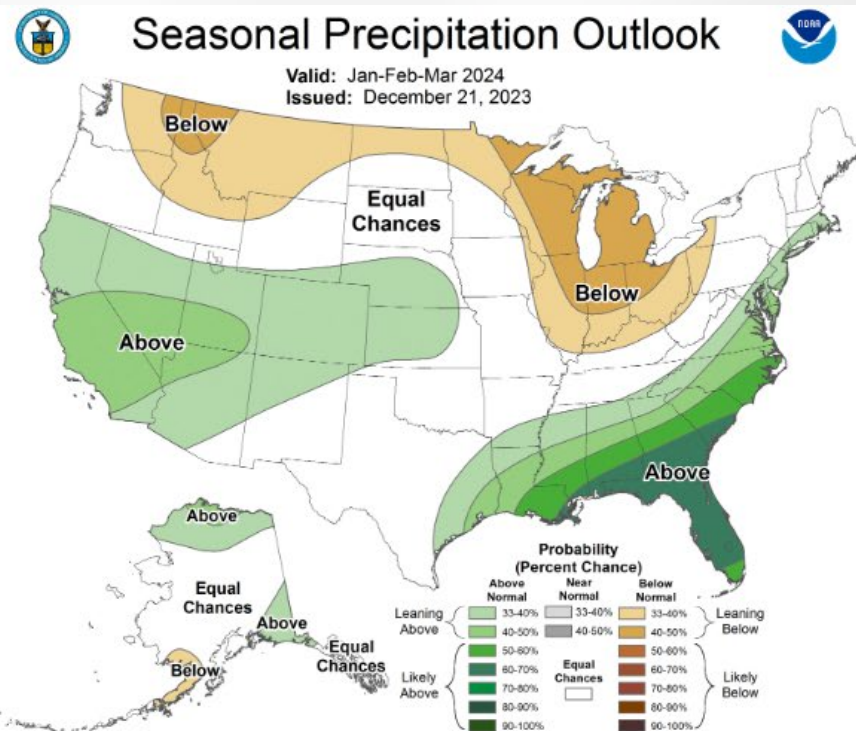 Seasonal Precipitation Outlook
NOAA
Valid: Jan-Feb-Mar 2024
Issued: December 21, 2023
Below
Equal
Chances
Below
Above
Above
Above
Equal
Chances
Above
Below
Equal
Chances
Probability
(Percent Chance)
Above
Normal
Near
Normal
Below
Normal
Leaning
Above
33-40%
40-50%
33-40%
40-50%
33-40%
40-50%
Leaning
Below
Likely
Above
50-60%
60-70%
70-80%
80-90%
90-100%
Equal
Chances
50-60%
60-70%
70-80%
80-90%
90-100%
Likely
Below